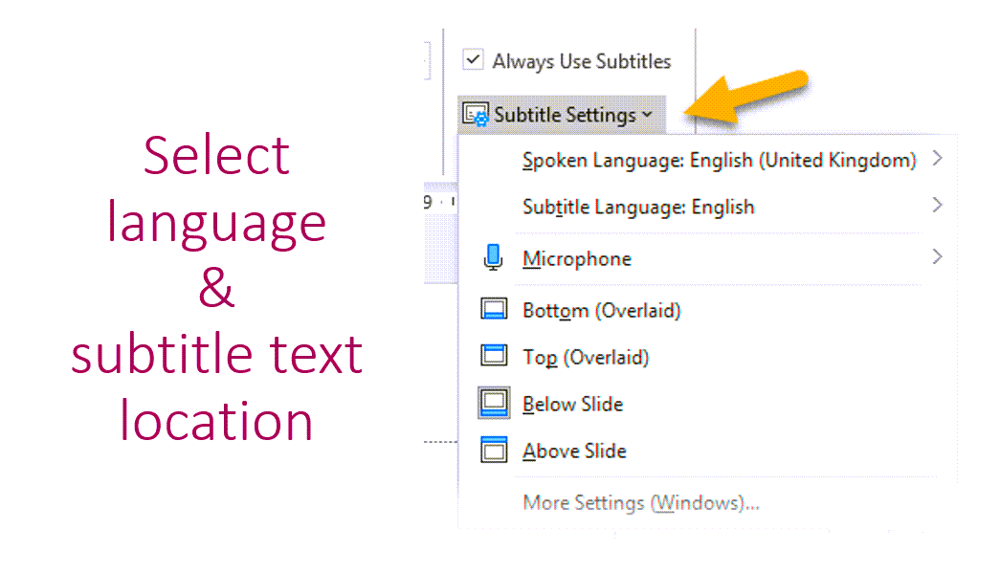 Select
language
&
subtitle text
location
Always Use Subtitles
Subtitle Settings
9
Spoken Language: English (United Kingdom)
Subtitle Language: English
Microphone
Bottom (Overlaid)
Top (Overlaid)
Below Slide
Above Slide
More Settings (Windows)...